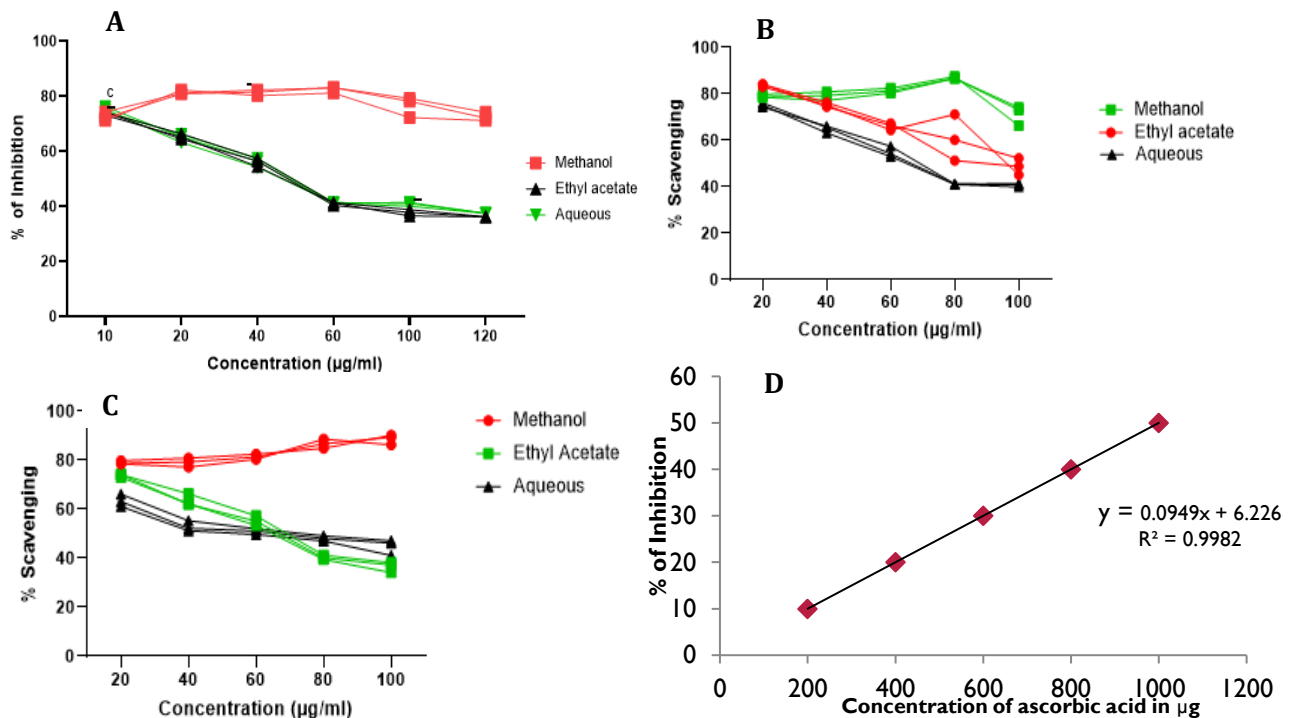 A
100
80
60
40
20
0
% of Inhibition
C
10 20 40 60 100 120
Concentration (µg/ml)
Methanol
Ethyl acetate
Aqueous
B
100
80
60
40
20
0
% Scavenging
20 40 60 80 100
Concentration (µg/ml)
Methanol
Ethyl acetate
Aqueous
C
100
80
60
40
20
0
% Scavenging
20 40 60 80 100
Concentration (µg/ml)
Methanol
Ethyl Acetate
Aqueous
D
60
50
40
30
20
10
0
% of Inhibition
y = 0.0949x + 6.226
R² = 0.9982
0 200 400 600 800 1000 1200
Concentration of ascorbic acid in µg